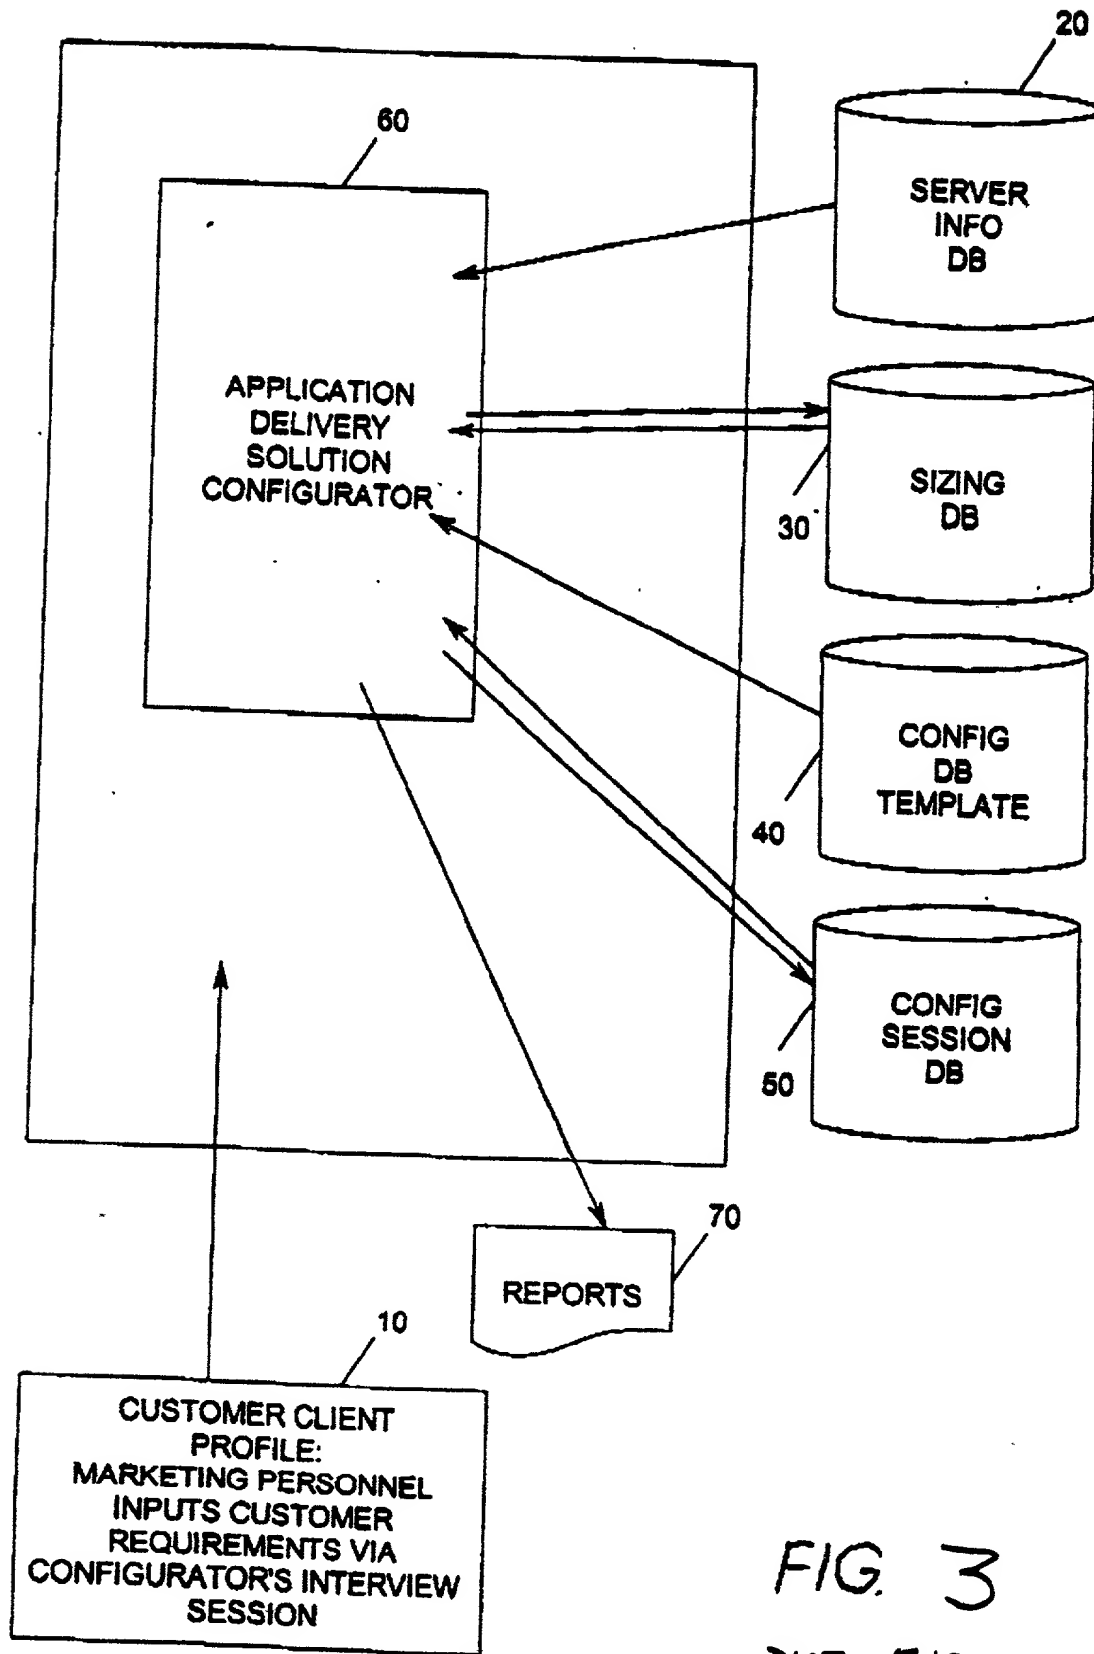 20
60
SERVER
INFO
DB
APPLICATION
DELIVERY
SOLUTION
CONFIGURATOR
30
SIZING
DB
40
CONFIG
DB
TEMPLATE
50
CONFIG
SESSION
DB
70
REPORTS
10
CUSTOMER CLIENT
PROFILE:
MARKETING PERSONNEL
INPUTS CUSTOMER
REQUIREMENTS VIA
CONFIGURATOR'S INTERVIEW
SESSION
FIG. 3